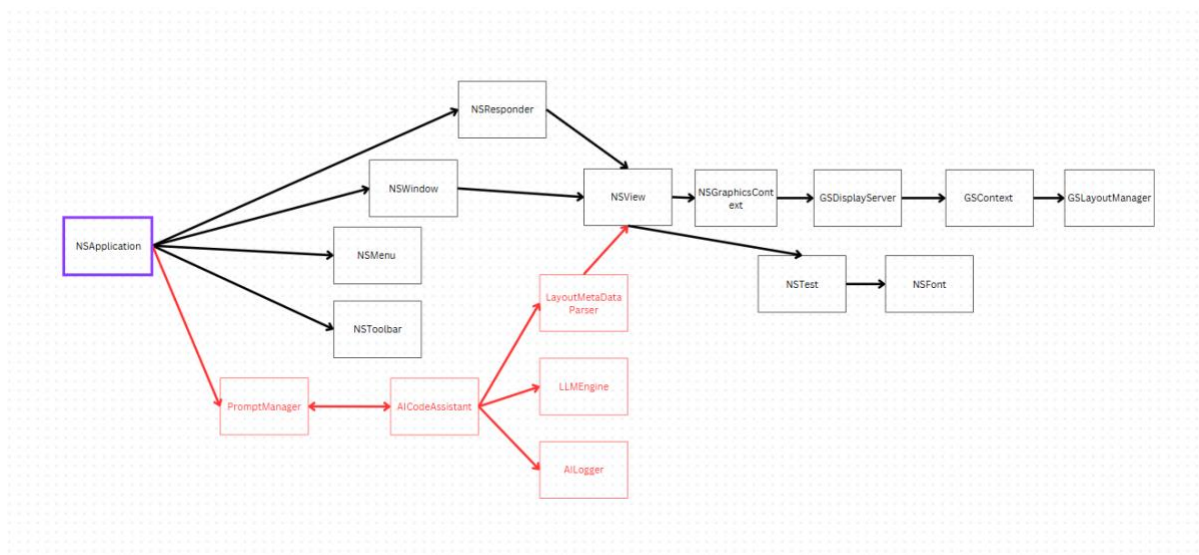 NSResponder
NSWindow
NSView
NSGraphicsCont
ext
GSDisplayServer
GSContext
GSLayoutManager
NSApplication
NSMenu
NSTest
NSFont
LayoutMetaData
Parser
NSToolbar
LLMEngine
PromptManager
AICodeAssistant
AILogger